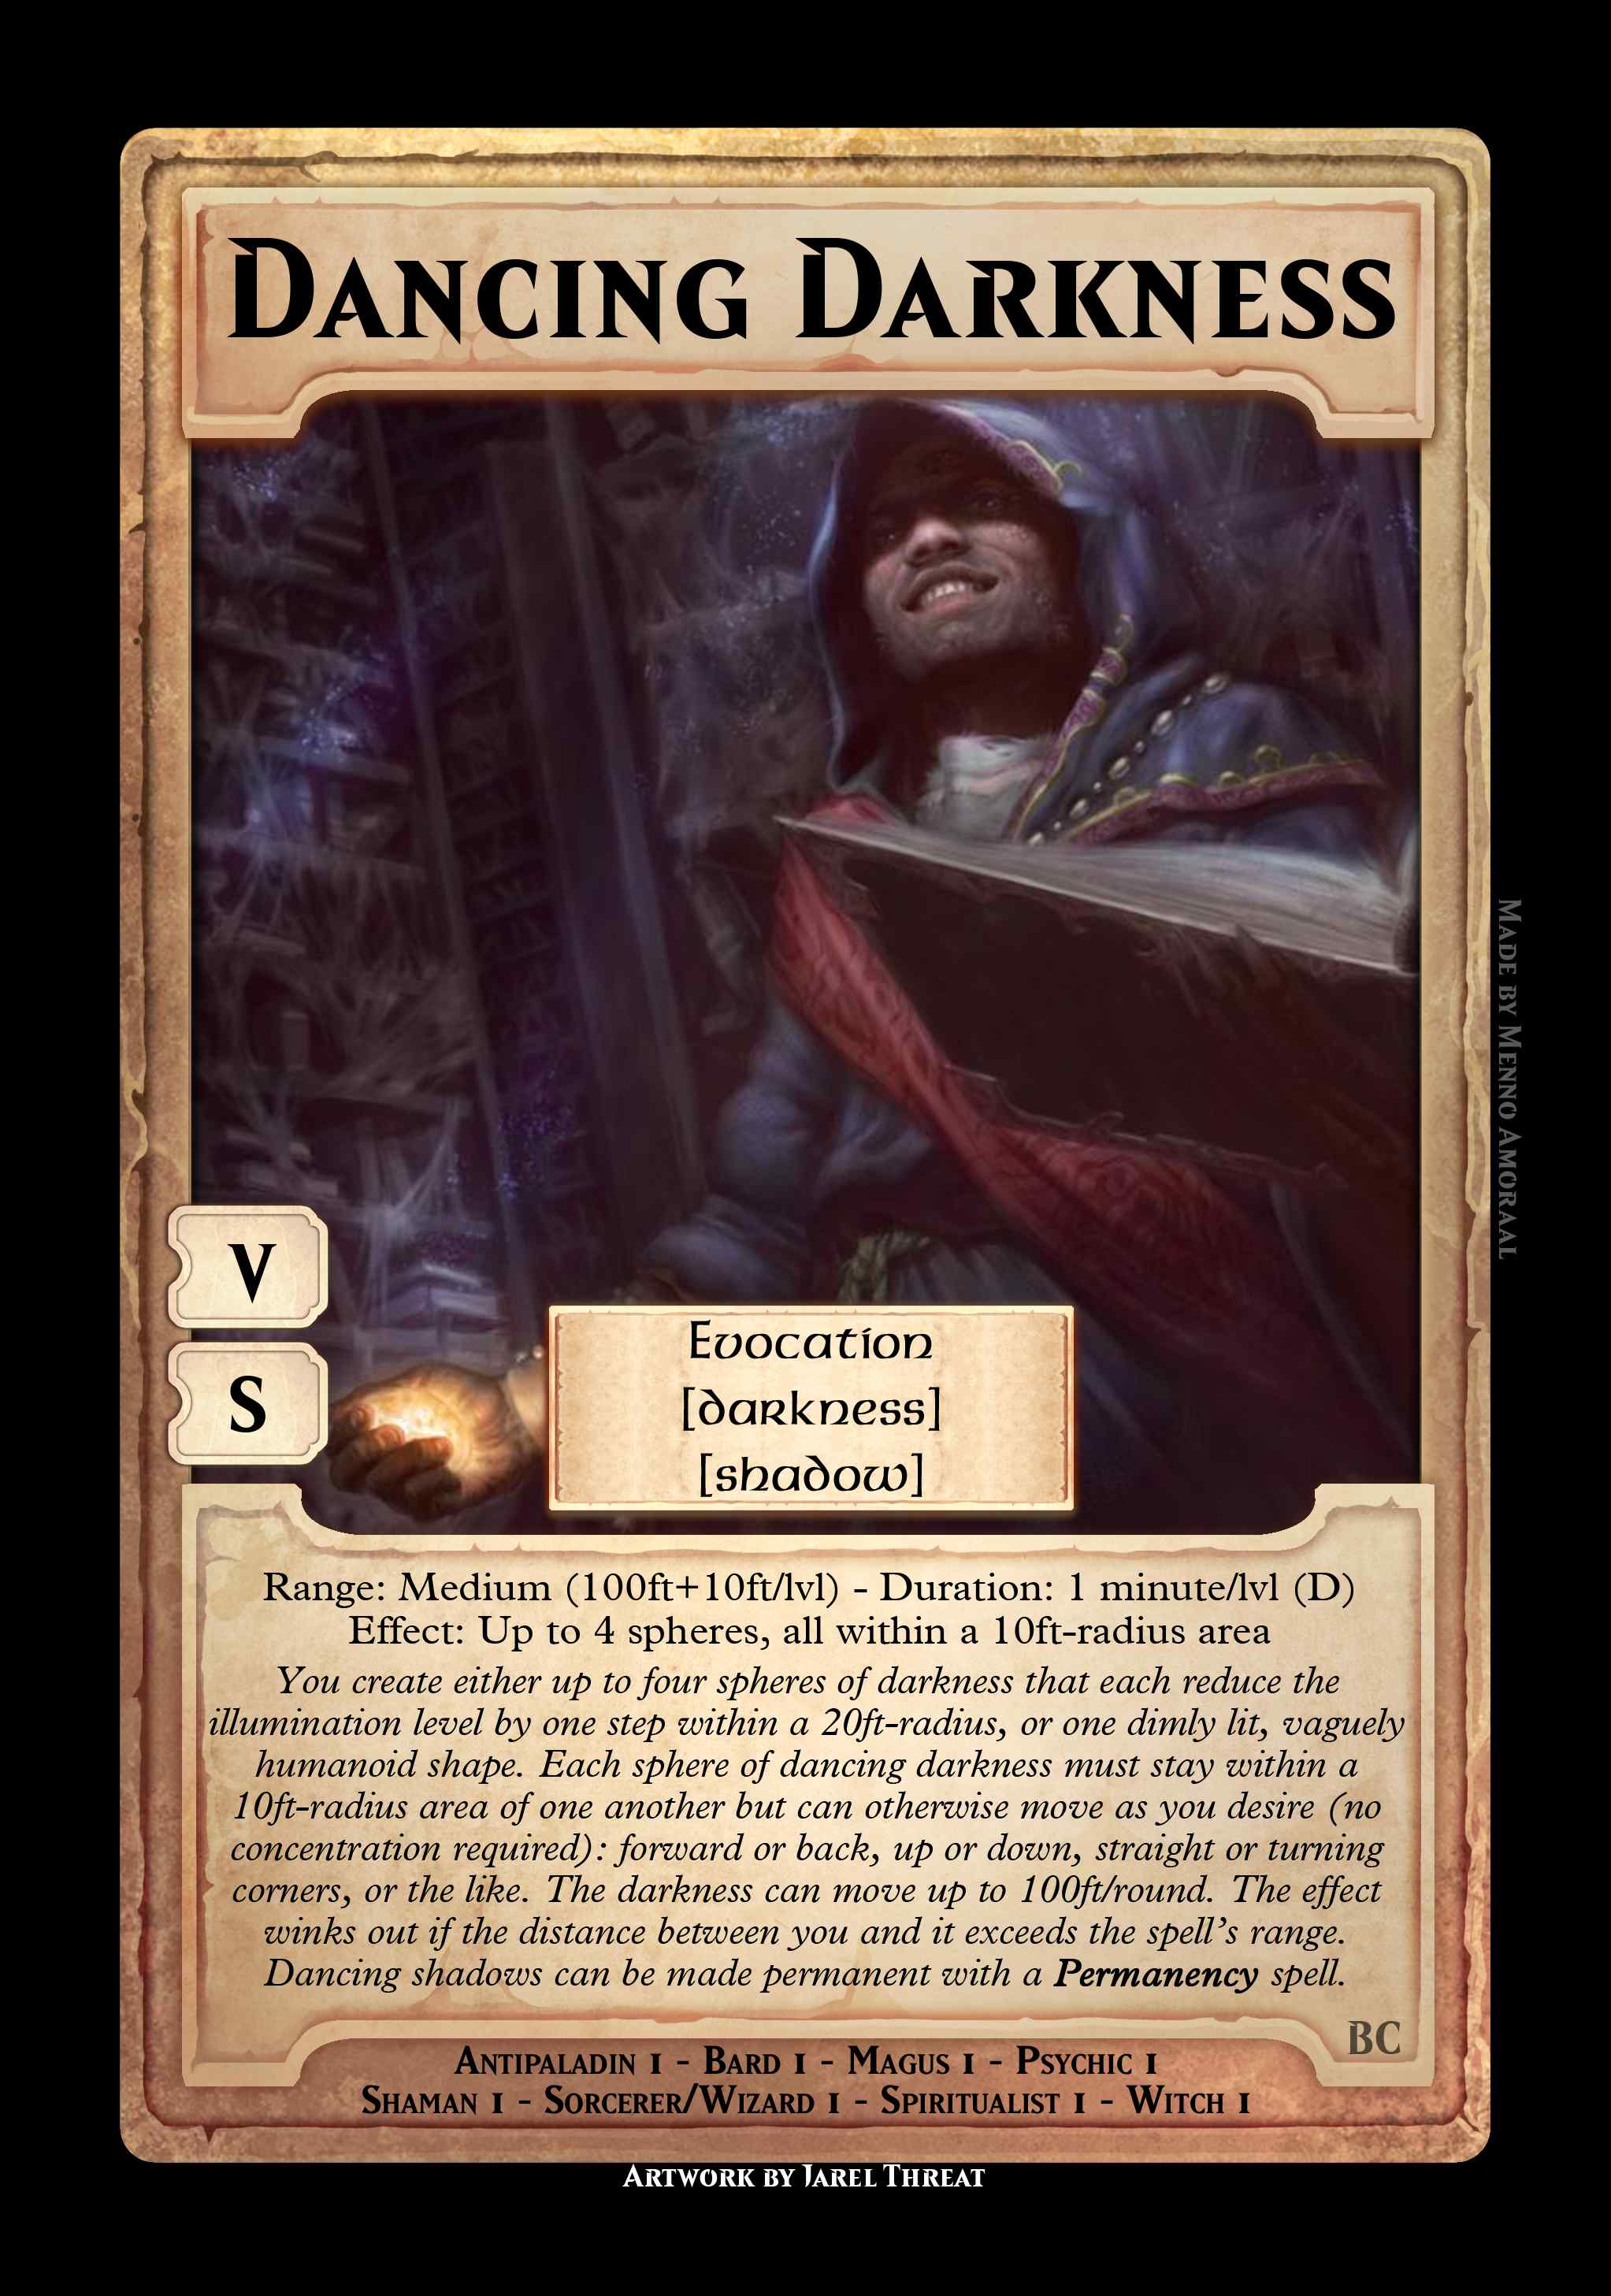 Dancing Darkness
Made by Menno Amoraal
V
S
Evocation
[darkness]
[shadow]
Range: Medium (100ft+10ft/lvl) - Duration: 1 minute/lvl (D)
Effect: Up to 4 spheres, all within a 10ft-radius area
You create either up to four spheres of darkness that each reduce the
illumination level by one step within a 20ft-radius, or one dimly lit, vaguely
humanoid shape. Each sphere of dancing darkness must stay within a
10ft-radius area of one another but can otherwise move as you desire (no
concentration required): forward or back, up or down, straight or turning
corners, or the like. The darkness can move up to 100ft/round. The effect
winks out if the distance between you and it exceeds the spell’s range.
Dancing shadows can be made permanent with a Permanency spell.
BC
Antipaladin 1 - Bard 1 - Magus 1 - Psychic 1
Shaman 1 - Sorcerer/Wizard 1 - Spiritualist 1 - Witch 1
Artwork by Jarel Threat